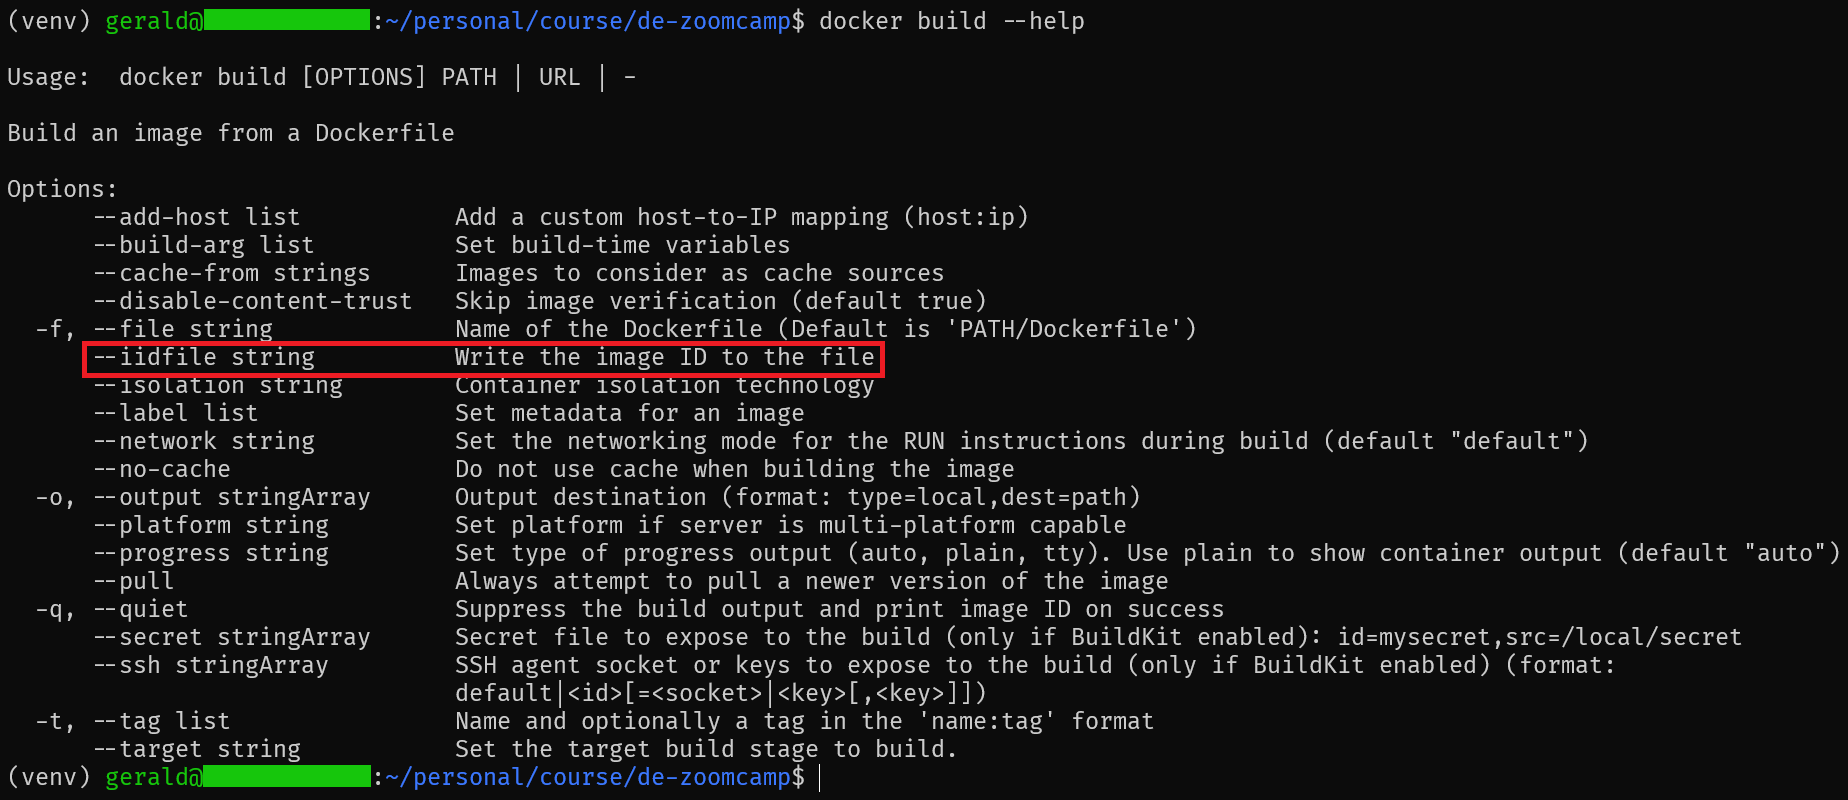 (venv) gerald@ :~/personal/course/de-zoomcamp$ docker build --help
Usage:  docker build [OPTIONS] PATH | URL | -
Build an image from a Dockerfile
Options:
      --add-host list           Add a custom host-to-IP mapping (host:ip)
      --build-arg list          Set build-time variables
      --cache-from strings      Images to consider as cache sources
      --disable-content-trust   Skip image verification (default true)
  -f, --file string             Name of the Dockerfile (Default is 'PATH/Dockerfile')
      --iidfile string          Write the image ID to the file
      --isolation string        Container isolation technology
      --label list              Set metadata for an image
      --network string          Set the networking mode for the RUN instructions during build (default "default")
      --no-cache                Do not use cache when building the image
  -o, --output stringArray      Output destination (format: type=local,dest=path)
      --platform string         Set platform if server is multi-platform capable
      --progress string         Set type of progress output (auto, plain, tty). Use plain to show container output (default "auto")
      --pull                    Always attempt to pull a newer version of the image
  -q, --quiet                   Suppress the build output and print image ID on success
      --secret stringArray      Secret file to expose to the build (only if BuildKit enabled): id=mysecret,src=/local/secret
      --ssh stringArray         SSH agent socket or keys to expose to the build (only if BuildKit enabled) (format:
                                default|<id>[=<socket>|<key>[,<key>]])
  -t, --tag list                Name and optionally a tag in the 'name:tag' format
      --target string           Set the target build stage to build.
(venv) gerald@ :~/personal/course/de-zoomcamp$